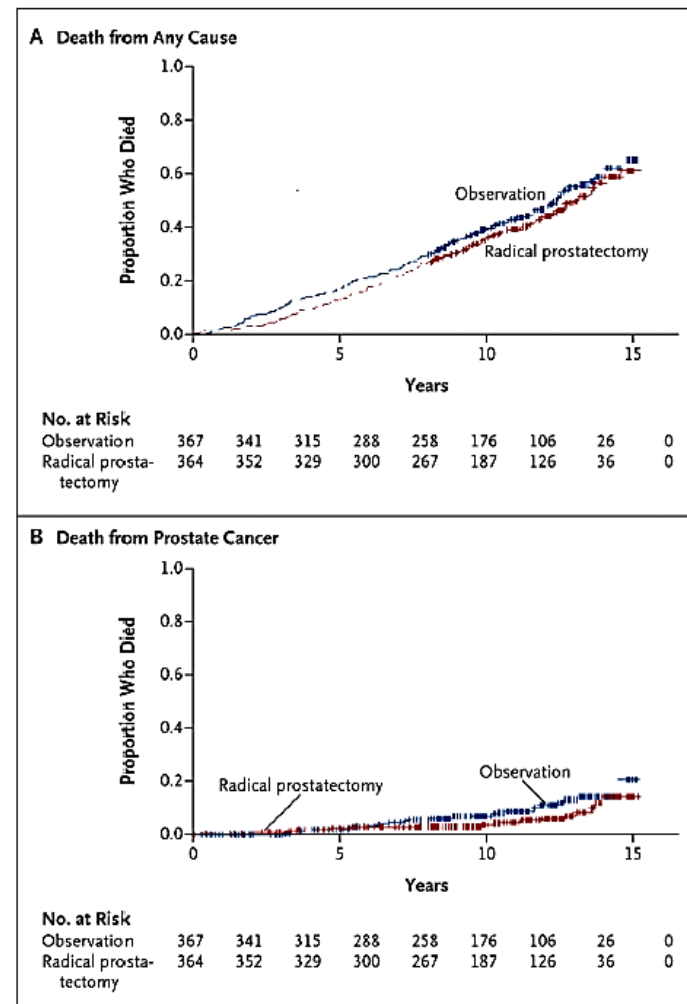 A Death from Any Cause
1.0
0.8
0.6
0.4
0.2
0.0
Proportion Who Died
Observation
Radical prostatectomy
0 5 10 15
Years
No. at Risk
Observation 367 341 315 288 258 176 106 26 0
Radical prosta- 364 352 329 300 267 187 126 36 0
tectomy
B Death from Prostate Cancer
1.0
0.8
0.6
0.4
0.2
0.0
Proportion Who Died
Radical prostatectomy
Observation
0 5 10 15
Years
No. at Risk
Observation 367 341 315 288 258 176 106 26 0
Radical prosta- 364 352 329 300 267 187 126 36 0
tectomy